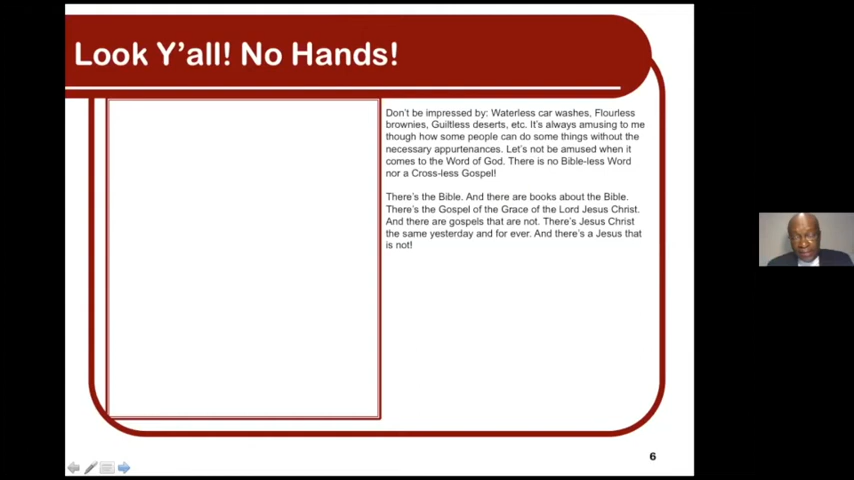 Look Y'all! No Hands!
Don't be impressed by: Waterless car washes, Flourless
brownies, Guiltless deserts, etc. It's always amusing to me
though how some people can do some things without the
necessary appurtenances. Let's not be amused when it
comes to the Word of God. There is no Bible-less Word
nor a Cross-less Gospel!
There's the Bible. And there are books about the Bible.
There's the Gospel of the Grace of the Lord Jesus Christ.
And there are gospels that are not. There's Jesus Christ
the same yesterday and for ever. And there's a Jesus that
is not!
6